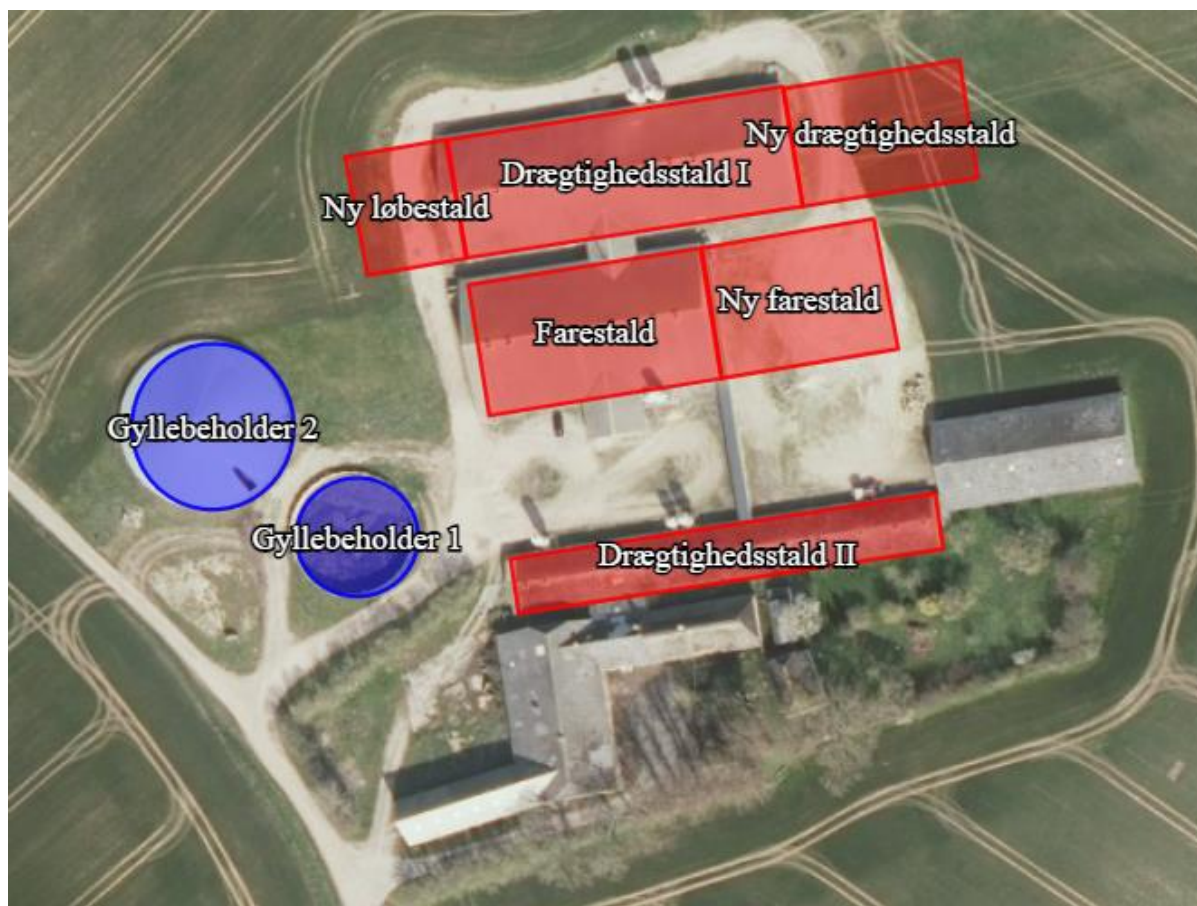 Ny drægtighedsstald
Drægtighedsstald I
Ny løbestald
Ny farestald
Farestald
Gyllebeholder 2
Gyllebeholder 1
Drægtighedsstald II